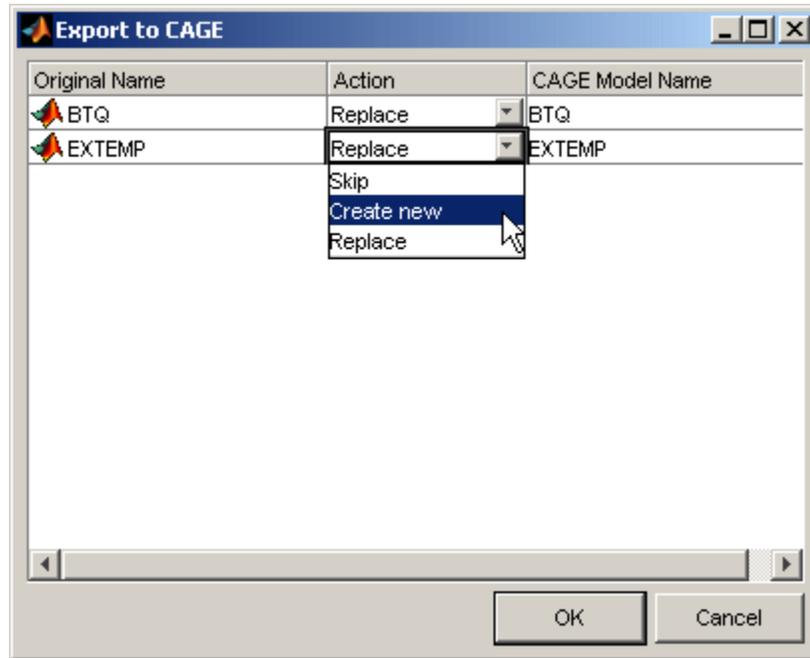 Export to CAGE
Original Name Action CAGE Model Name
BTQ Replace BTQ
EXTEMP Replace EXTEMP
Skip
Create new
Replace
OK Cancel